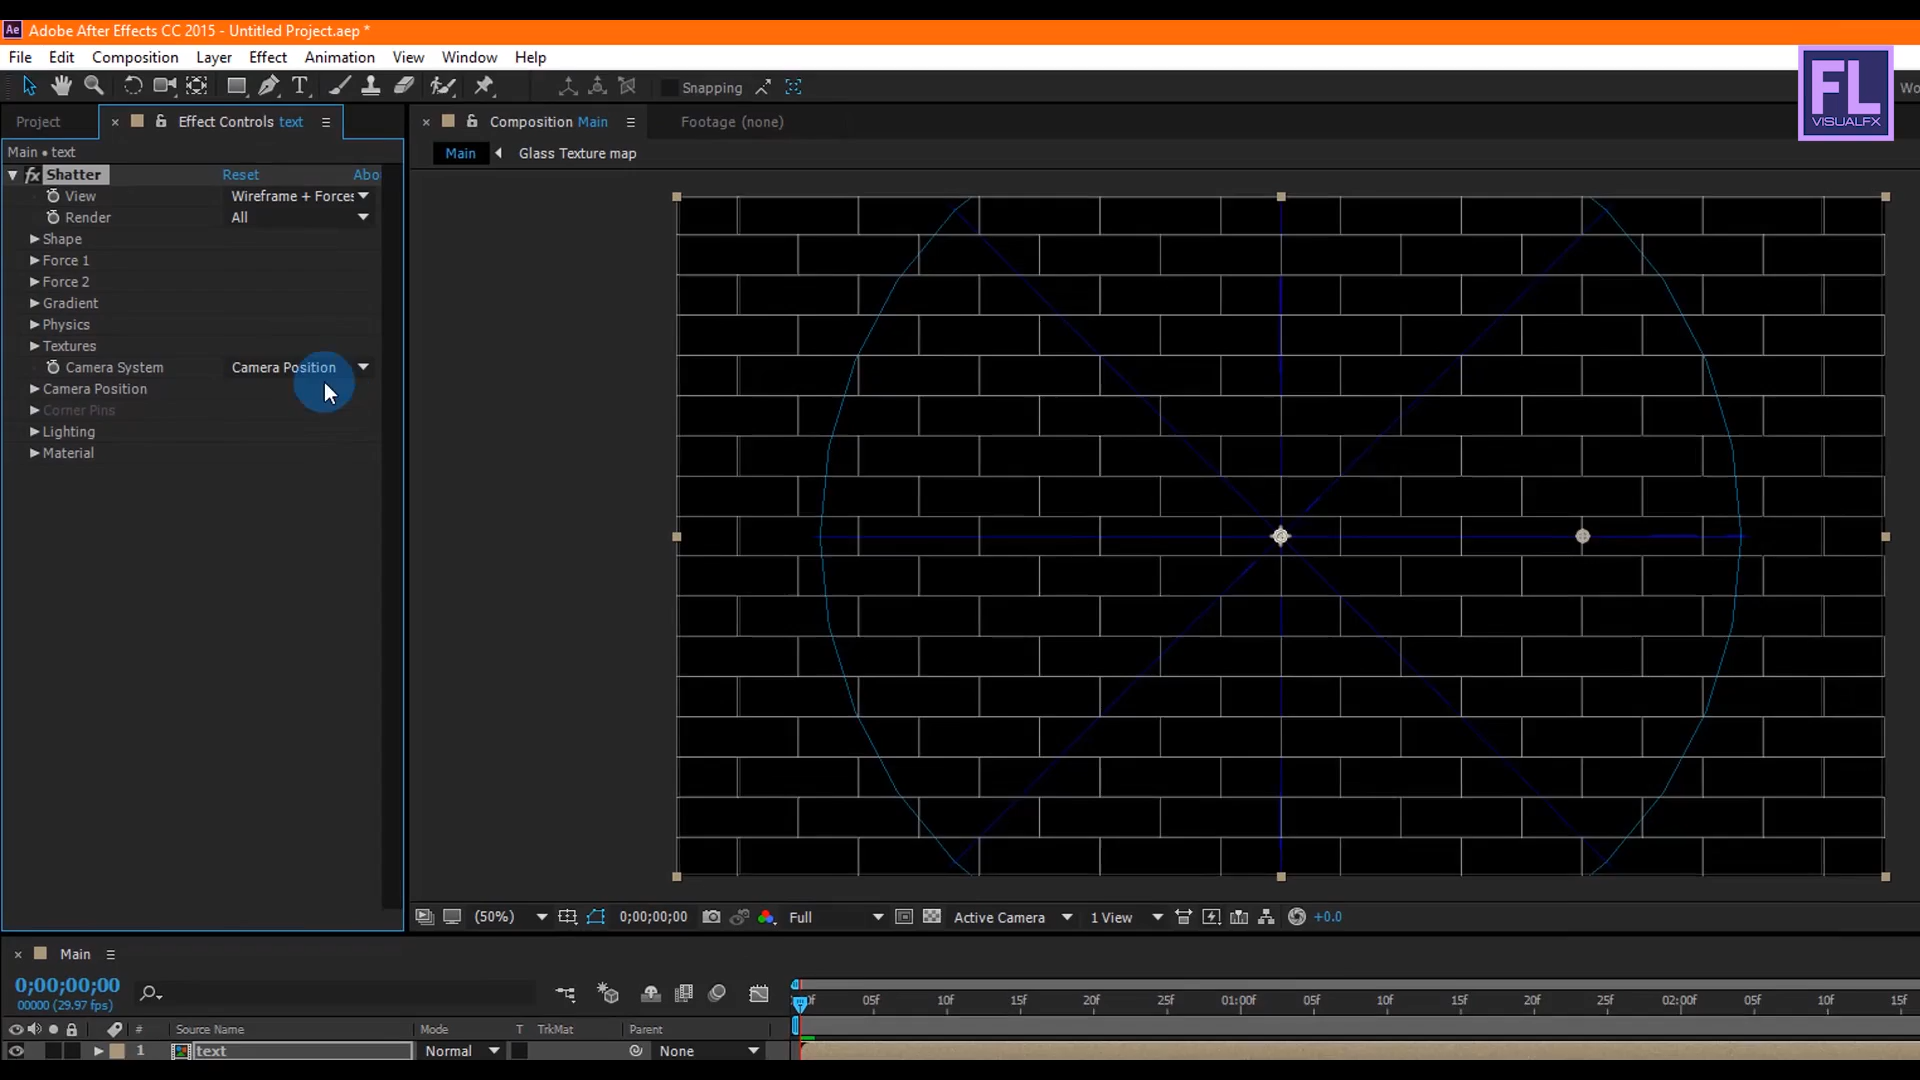 Ae Adobe After Effects CC 2015 - Untitled Project.aep *
File Edit Composition Layer Effect Animation View Window Help
T Snapping Wo
FL
VISUALFX
Project × Effect Controls text × Composition Main Footage (none)
Main • text
Main Glass Texture map
fx Shatter Reset Abo
View Wireframe + Forces
Render All
Shape
Force 1
Force 2
Gradient
Physics
Textures
Camera System Camera Position
Camera Position
Corner Pins
Lighting
Material
(50%) 0;00;00;00 Full Active Camera 1 View +0.0
× Main
0;00;00;00
00000 (29.97 fps)
05f 10f 15f 20f 25f 01:00f 05f 10f 15f 20f 25f 02:00f 05f 10f 15f
# Source Name Mode T TrkMat Parent
1 text Normal None